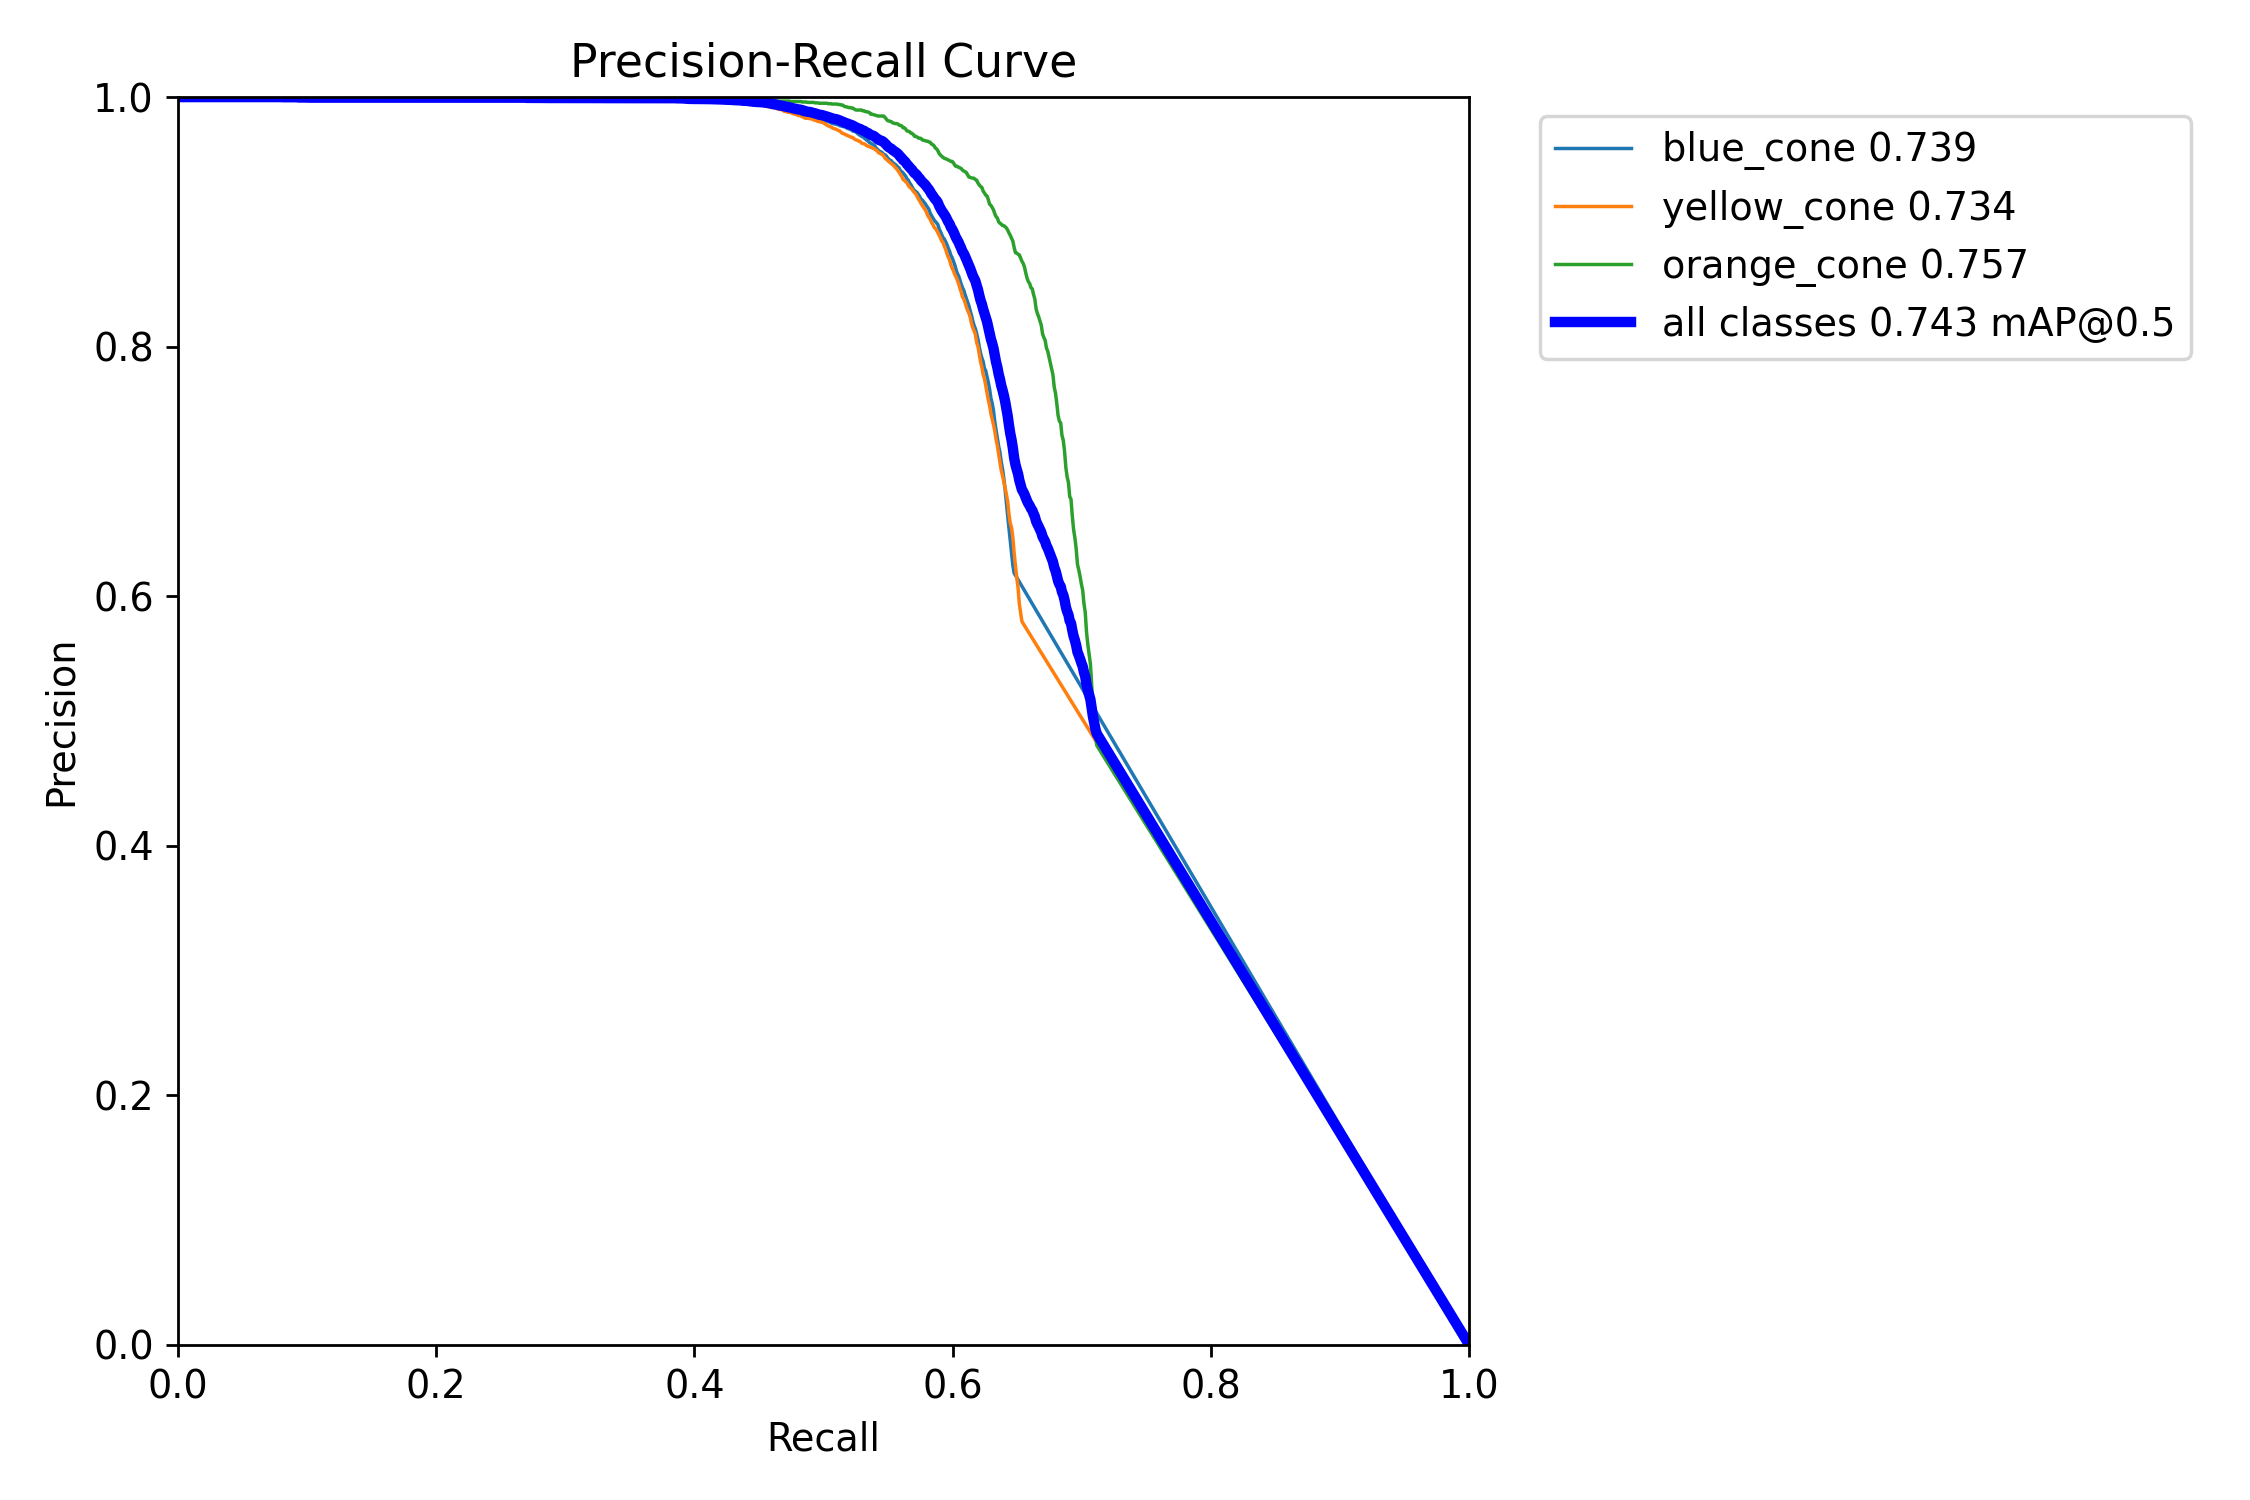 Precision-Recall Curve
1.0
0.8
0.6
0.4
0.2
0.0
Precision
0.0 0.2 0.4 0.6 0.8 1.0
Recall
blue_cone 0.739
yellow_cone 0.734
orange_cone 0.757
all classes 0.743 mAP@0.5